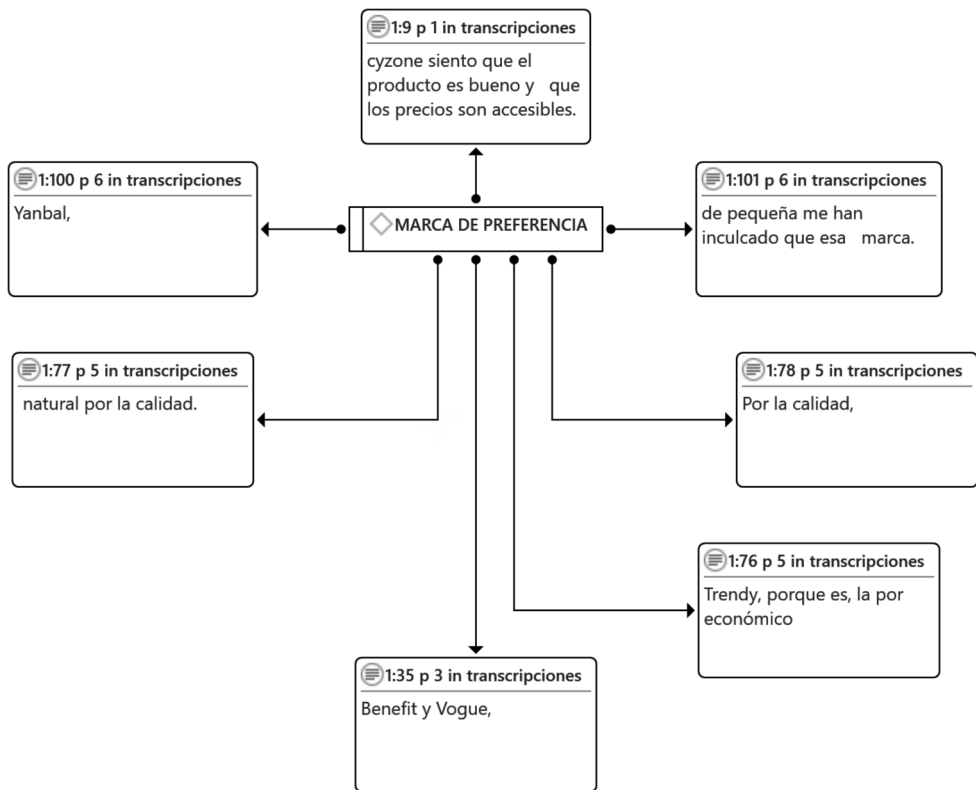 1:9 p 1 in transcripciones
cyzone siento que el
producto es bueno y que
los precios son accesibles.
1:100 p 6 in transcripciones
Yanbal,
MARCA DE PREFERENCIA
1:101 p 6 in transcripciones
de pequeña me han
inculcado que esa marca.
1:77 p 5 in transcripciones
natural por la calidad.
1:78 p 5 in transcripciones
Por la calidad,
1:76 p 5 in transcripciones
Trendy, porque es, la por
económico
1:35 p 3 in transcripciones
Benefit y Vogue,